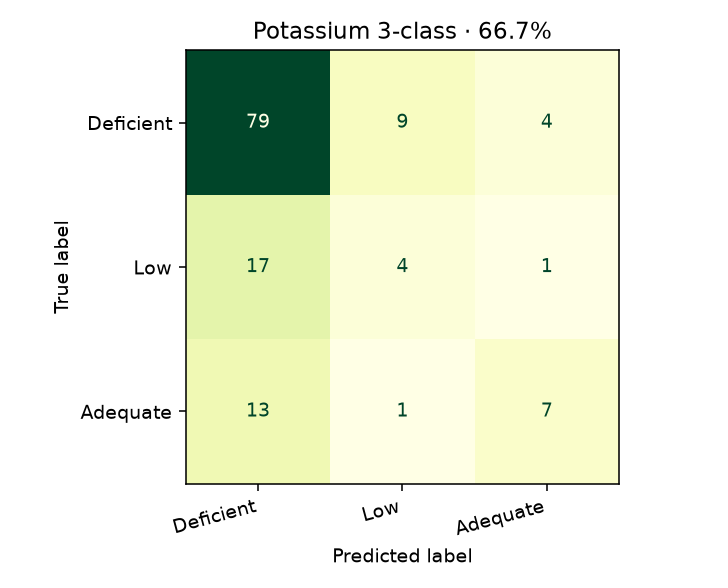 Potassium 3-class · 66.7%
True label
Deficient
79 9 4
Low
17 4 1
Adequate
13 1 7
Deficient Low Adequate
Predicted label